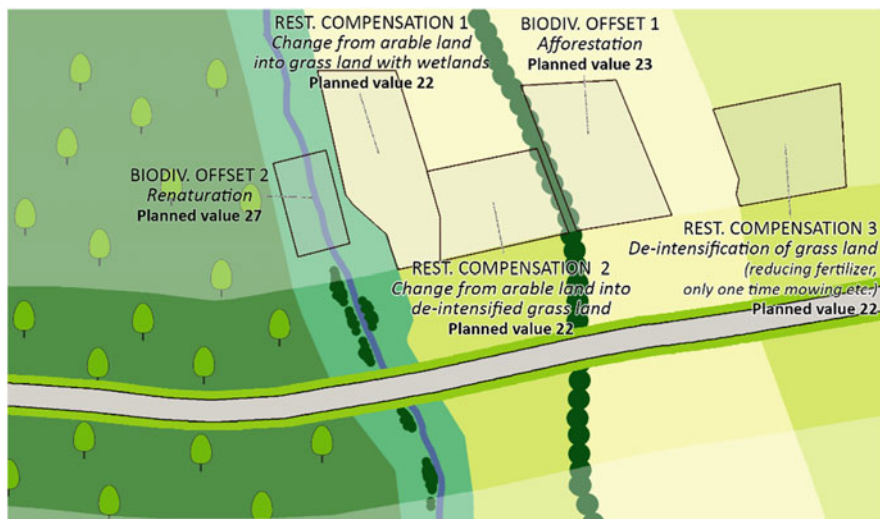 REST. COMPENSATION 1
Change from arable land
into grass land with wetlands
Planned value 22
BIODIV. OFFSET 1
Afforestation
Planned value 23
BIODIV. OFFSET 2
Renaturation
Planned value 27
REST. COMPENSATION 2
Change from arable land into
de-intensified grass land
Planned value 22
REST. COMPENSATION 3
De-intensification of grass land
(reducing fertilizer,
only one time mowing etc.)
Planned value 22